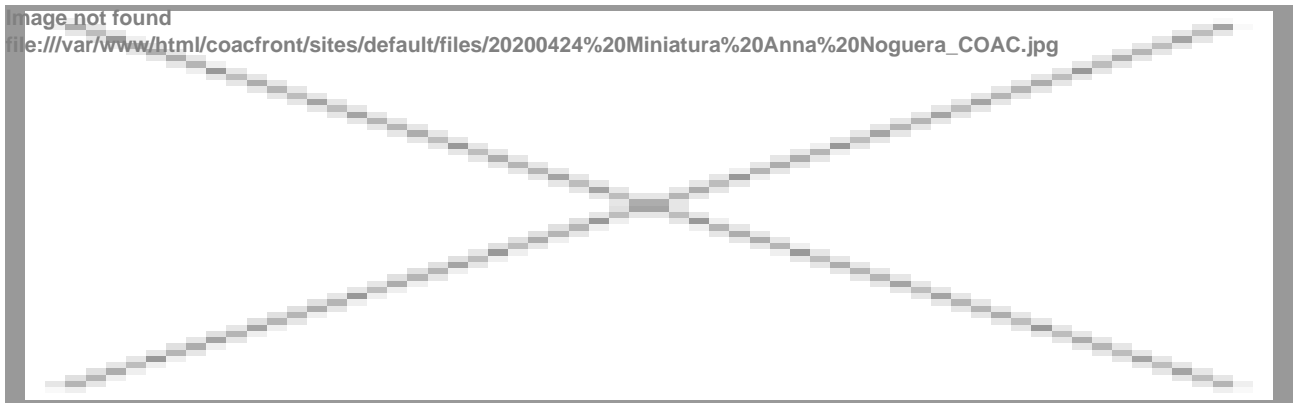 Image not found
file:///var/www/html/coacfront/sites/default/files/20200424%20Miniatura%20Anna%20Noguera_COAC.jpg